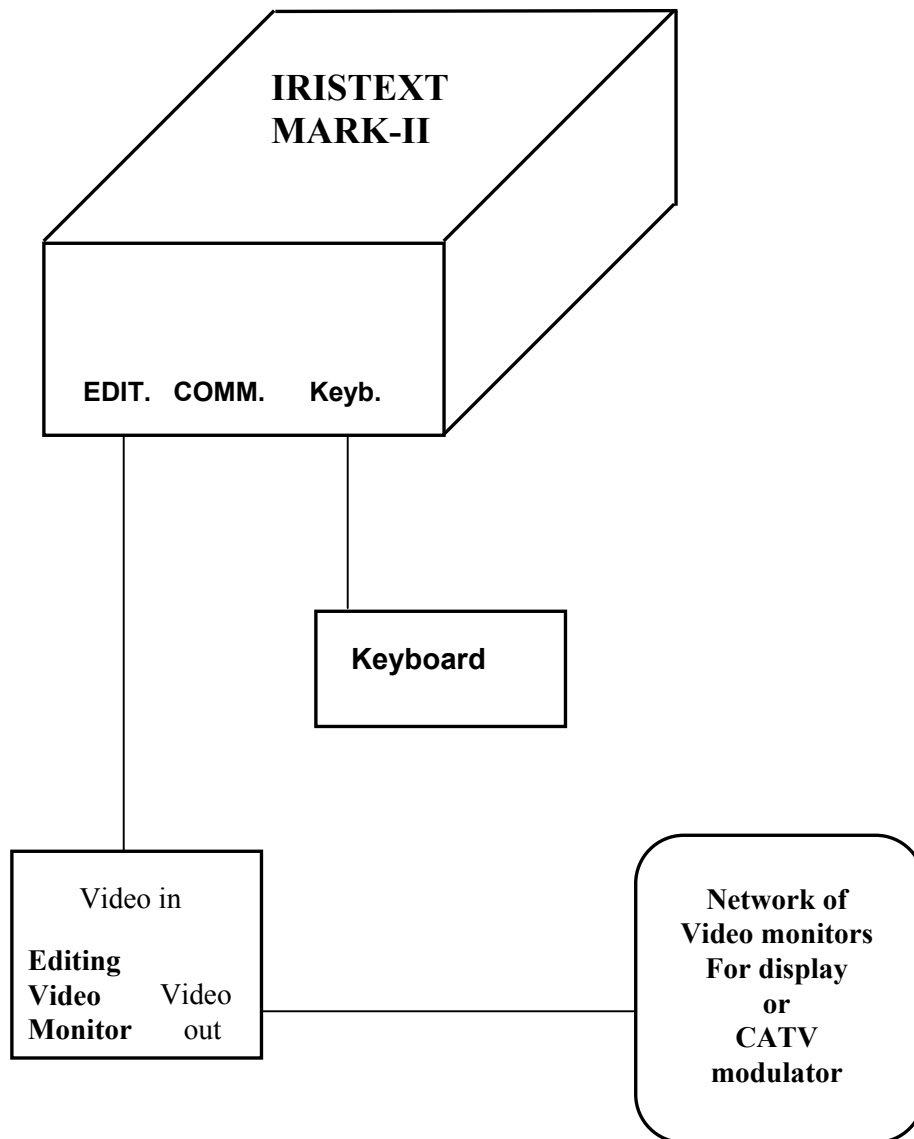 IRISTEXT
MARK-II
EDIT. COMM. Keyb.
Keyboard
Video in
Editing
Video
Monitor
Video
out
Network of
Video monitors
For display
or
CATV
modulator